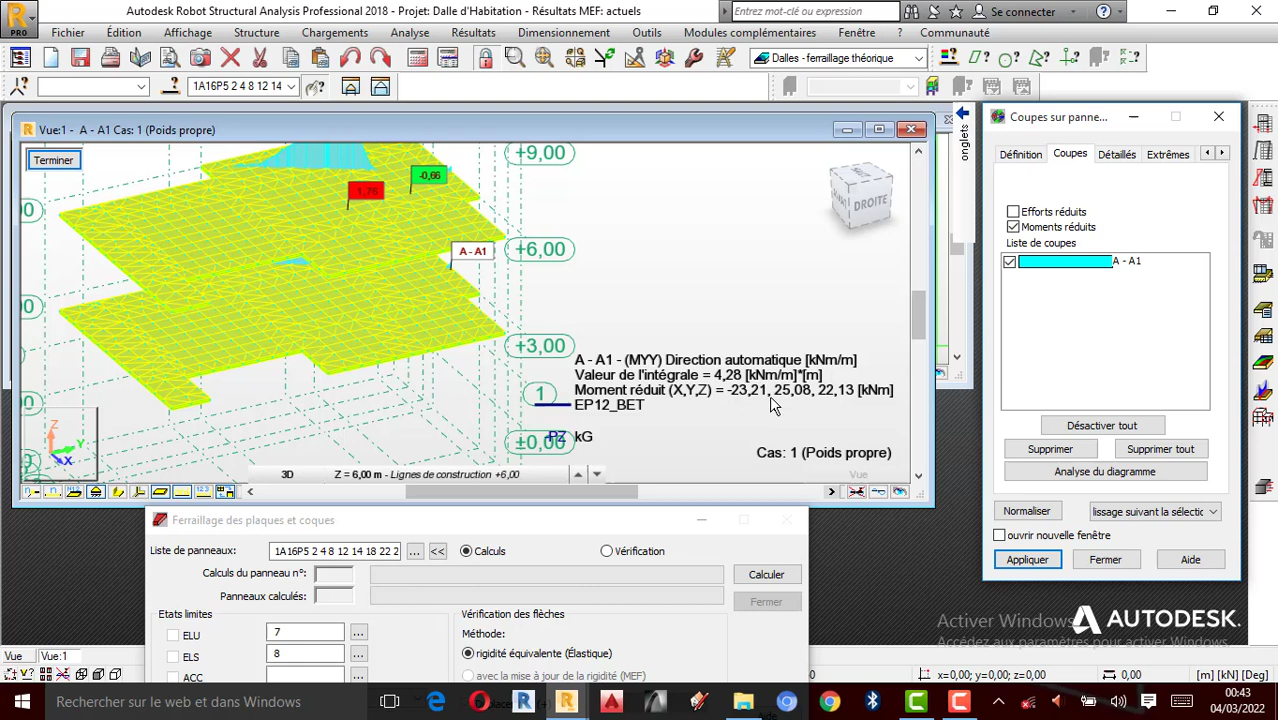 PRO
Autodesk Robot Structural Analysis Professional 2018 - Projet: Dalle d'Habitation - Résultats MEF: actuels
Entrez mot-clé ou expression
Se connecter
Fichier Édition Affichage Structure Chargements Analyse Résultats Dimensionnement Outils Modules complémentaires Fenêtre ? Communauté
Dalles - ferraillage théorique
1A16P5 2 4 8 12 14
Vue:1 - A - A1 Cas: 1 (Poids propre)
Terminer
onglets
+9,00
-0,66
1,76
DROITE
A - A1
+6,00
+3,00
A - A1 - (MYY) Direction automatique [kNm/m]
Valeur de l'intégrale = 4,28 [kNm/m]*[m]
Moment réduit (X,Y,Z) = -23,21, 25,08, 22,13 [kNm]
1
EP12_BET
±0,00
PZ kG
Cas: 1 (Poids propre)
Z
Y
X
3D
Z = 6,00 m - Lignes de construction +6,00
Vue
Coupes sur panne...
Définition Coupes Détaillés Extrêmes
Efforts réduits
Moments réduits
Liste de coupes
A - A1
Désactiver tout
Supprimer Supprimer tout
Analyse du diagramme
Normaliser
lissage suivant la sélectic
ouvrir nouvelle fenêtre
Appliquer Fermer Aide
Ferraillage des plaques et coques
Liste de panneaux: 1A16P5 2 4 8 12 14 18 22 2 ... << Calculs Vérification
Calculs du panneau n°:
Calculer
Panneaux calculés:
Fermer
Etats limites
ELU 7 ...
ELS 8 ...
ACC
Vérification des flèches
Méthode:
rigidité équivalente (Élastique)
avec la mise à jour de la rigidité (MEF)
Activer Windows
Accédez aux paramètres pour activer Windows.
AUTODESK.
Vue Vue:1
x=0,00; y=0,00; z=0,00
0,00
[m] [kN] [Deg]
Rechercher sur le web et dans Windows
Aide
00:43
04/03/2022